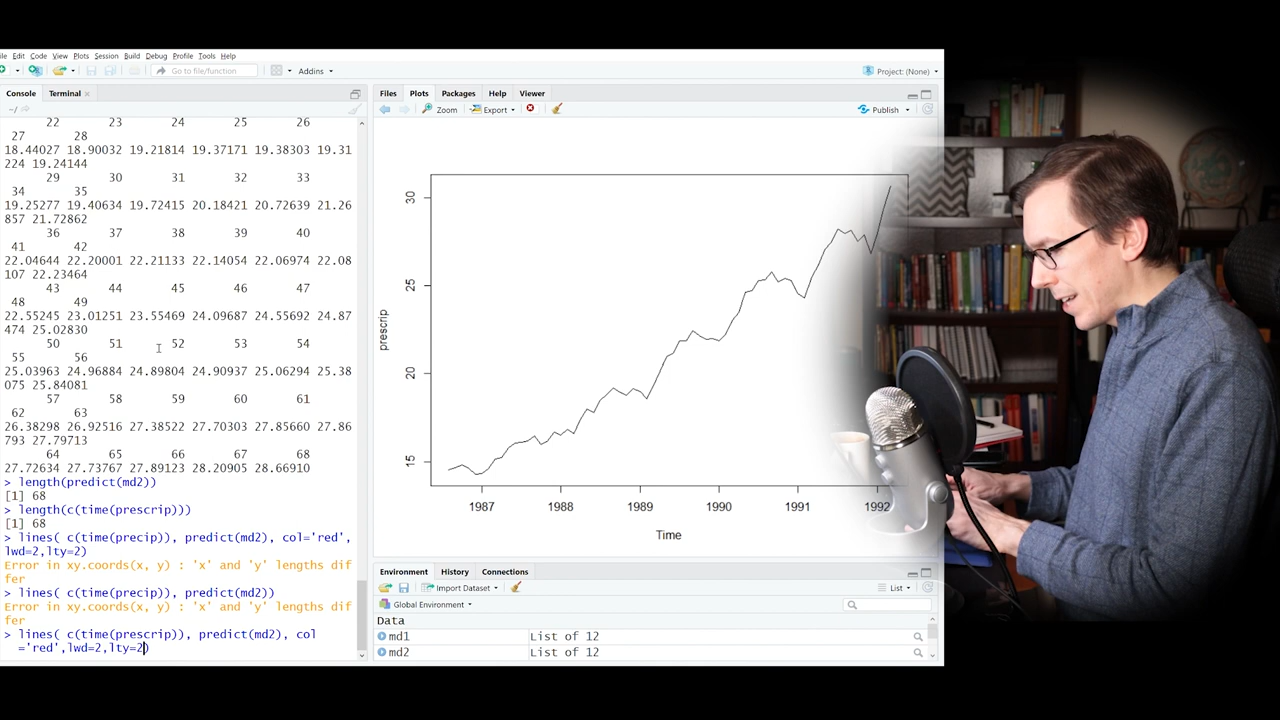 ile Edit Code View Plots Session Build Debug Profile Tools Help
Go to file/function Addins Project: (None)
Console Terminal
~/
22 23 24 25 26
27 28
18.44027 18.90032 19.21814 19.37171 19.38303 19.31
224 19.24144
29 30 31 32 33
34 35
19.25277 19.40634 19.72415 20.18421 20.72639 21.26
857 21.72862
36 37 38 39 40
41 42
22.04644 22.20001 22.21133 22.14054 22.06974 22.08
107 22.23464
43 44 45 46 47
48 49
22.55245 23.01251 23.55469 24.09687 24.55692 24.87
474 25.02830
50 51 52 53 54
55 56
25.03963 24.96884 24.89804 24.90937 25.06294 25.38
075 25.84081
57 58 59 60 61
62 63
26.38298 26.92516 27.38522 27.70303 27.85660 27.86
793 27.79713
64 65 66 67 68
27.72634 27.73767 27.89123 28.20905 28.66910
> length(predict(md2))
[1] 68
> length(c(time(prescrip)))
[1] 68
> lines( c(time(precip)), predict(md2), col='red',
lwd=2,lty=2)
Error in xy.coords(x, y) : 'x' and 'y' lengths dif
fer
> lines( c(time(precip)), predict(md2))
Error in xy.coords(x, y) : 'x' and 'y' lengths dif
fer
> lines( c(time(prescrip)), predict(md2), col
='red',lwd=2,lty=2)
Files Plots Packages Help Viewer
Zoom Export Publish
prescrip
30
25
20
15
1987 1988 1989 1990 1991 1992
Time
Environment History Connections
Import Dataset List
Global Environment
Data
md1 List of 12
md2 List of 12